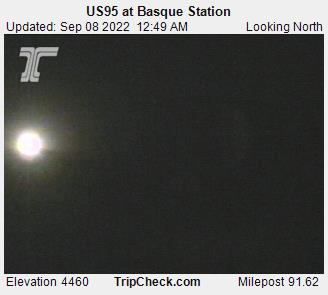 US95 at Basque Station
Updated: Sep 08 2022 12:49 AM Looking North
Elevation 4460 TripCheck.com Milepost 91.62